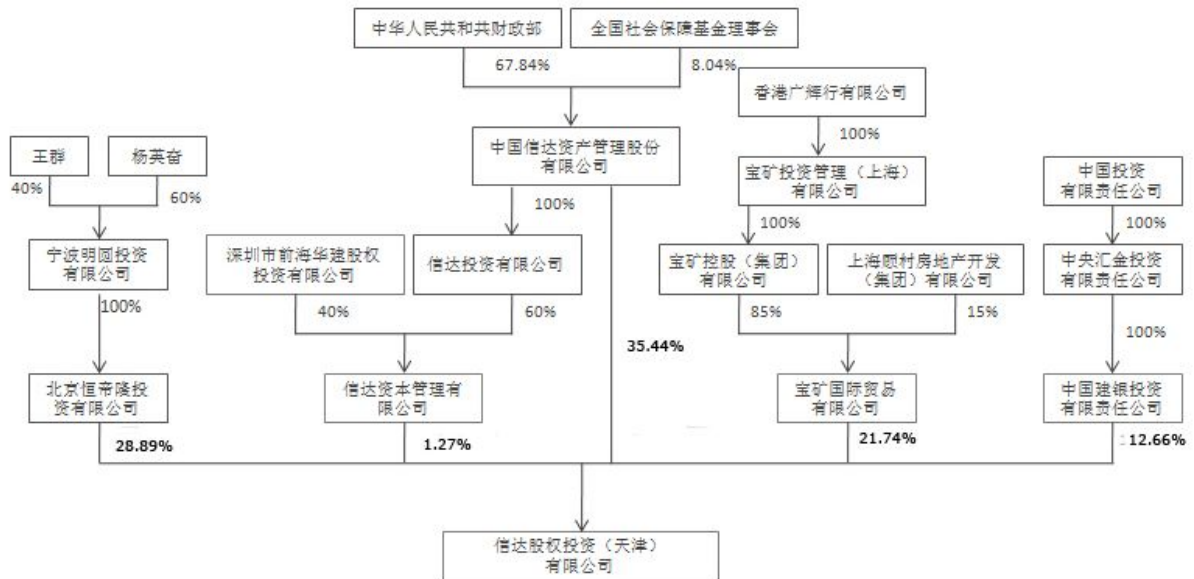 中华人民共和共财政部
全国社会保障基金理事会
67.84%
8.04%
香港广辉行有限公司
100%
王群
杨英奋
40%
60%
中国信达资产管理股份
有限公司
宝矿投资管理（上海）
有限公司
中国投资
有限责任公司
100%
100%
100%
宁波明圆投资
有限公司
深圳市前海华建股权
投资有限公司
信达投资有限公司
宝矿控股（集团）
有限公司
上海顾村房地产开发
（集团）有限公司
中央汇金投资
有限责任公司
100%
40%
60%
35.44%
85%
15%
100%
北京恒帝隆投
资有限公司
信达资本管理有
限公司
宝矿国际贸易
有限公司
中国建银投资
有限责任公司
28.89%
1.27%
21.74%
12.66%
信达股权投资（天津）
有限公司